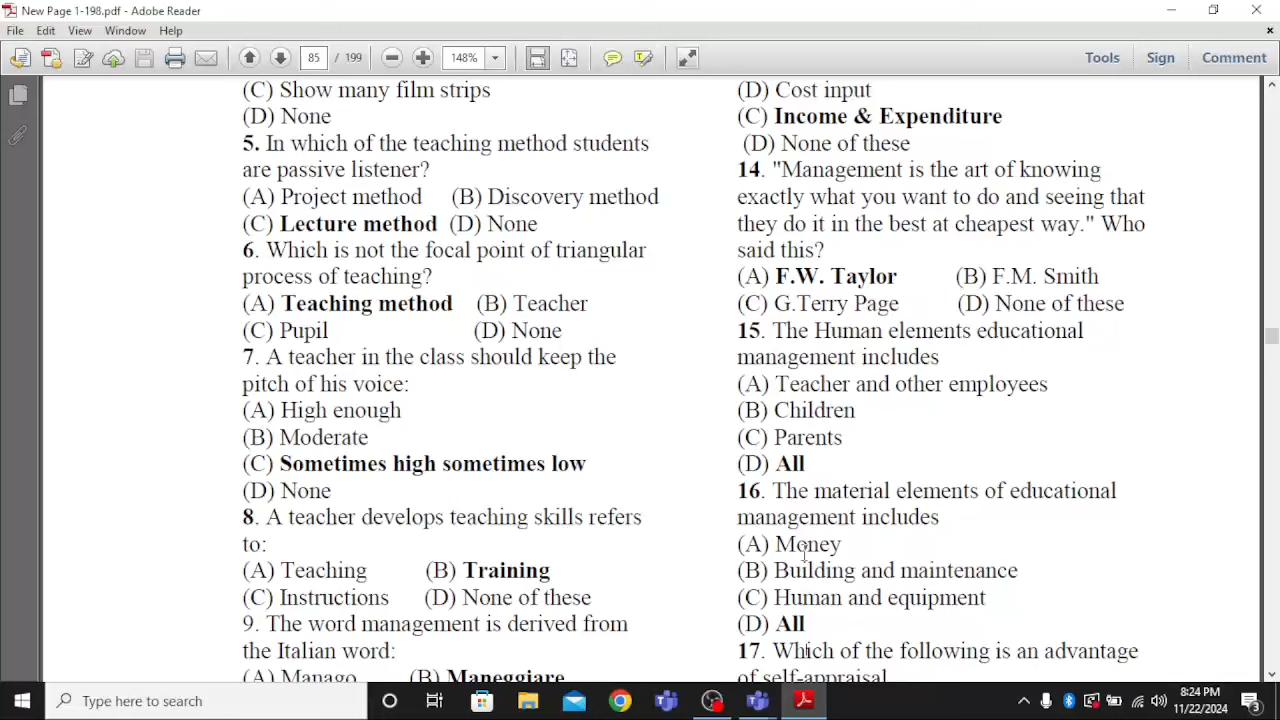 New Page 1-198.pdf - Adobe Reader
File Edit View Window Help
85 / 199 148% Tools Sign Comment
(C) Show many film strips
(D) None
5. In which of the teaching method students
are passive listener?
(A) Project method (B) Discovery method
(C) Lecture method (D) None
6. Which is not the focal point of triangular
process of teaching?
(A) Teaching method (B) Teacher
(C) Pupil (D) None
7. A teacher in the class should keep the
pitch of his voice:
(A) High enough
(B) Moderate
(C) Sometimes high sometimes low
(D) None
8. A teacher develops teaching skills refers
to:
(A) Teaching (B) Training
(C) Instructions (D) None of these
9. The word management is derived from
the Italian word:
(A) Manago (B) Maneggiare
(D) Cost input
(C) Income & Expenditure
(D) None of these
14. "Management is the art of knowing
exactly what you want to do and seeing that
they do it in the best at cheapest way." Who
said this?
(A) F.W. Taylor (B) F.M. Smith
(C) G.Terry Page (D) None of these
15. The Human elements educational
management includes
(A) Teacher and other employees
(B) Children
(C) Parents
(D) All
16. The material elements of educational
management includes
(A) Money
(B) Building and maintenance
(C) Human and equipment
(D) All
17. Which of the following is an advantage
of self-appraisal
Type here to search
8:24 PM
11/22/2024
3